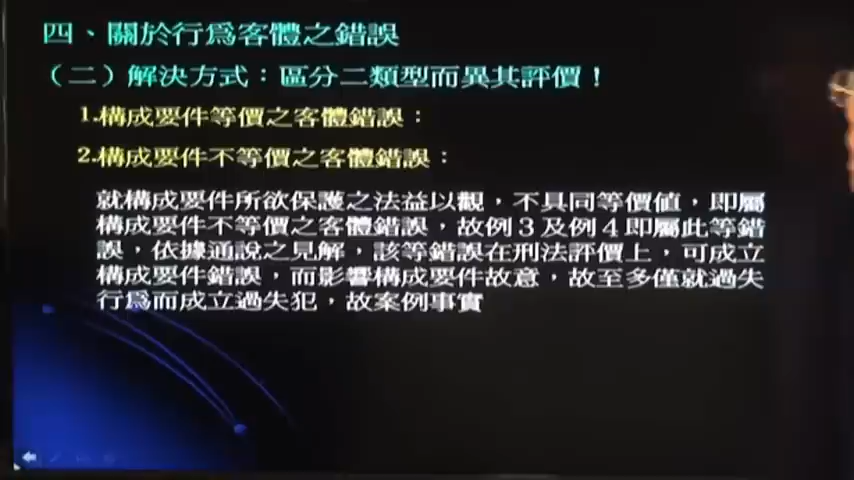 四、關於行為客體之錯誤
（二）解決方式：區分二類型而異其評價！
1.構成要件等價之客體錯誤：
2.構成要件不等價之客體錯誤：
就構成要件所欲保護之法益以觀，不具同等價值，即屬
構成要件不等價之客體錯誤，故例3及例4即屬此等錯
誤，依據通說之見解，該等錯誤在刑法評價上，可成立
構成要件錯誤，而影響構成要件故意，故至多僅就過失
行為而成立過失犯，故案例事實